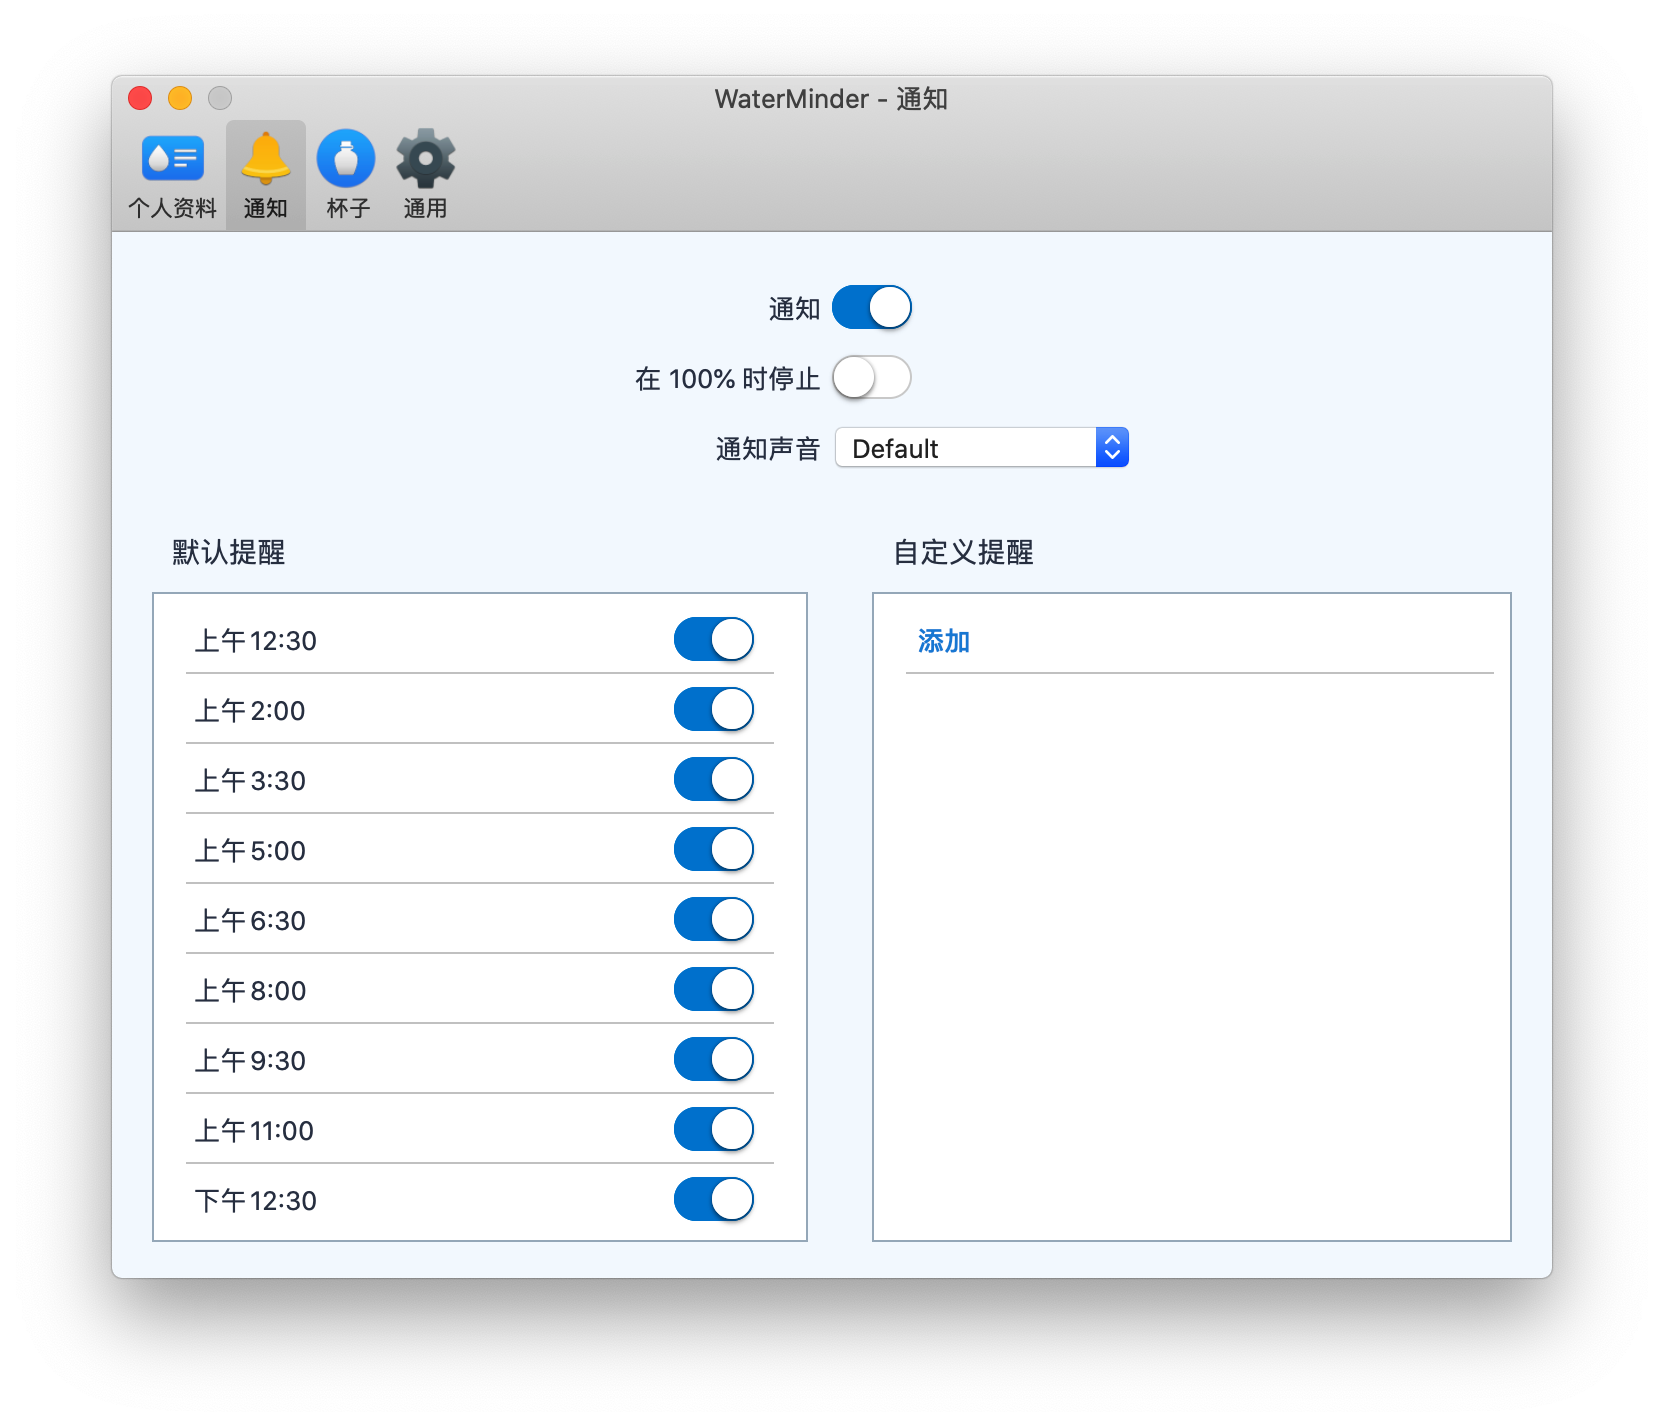 WaterMinder - 通知
个人资料 通知 杯子 通用
通知
在 100% 时停止
通知声音 Default
默认提醒
上午12:30
上午2:00
上午3:30
上午5:00
上午6:30
上午8:00
上午9:30
上午11:00
下午12:30
自定义提醒
添加